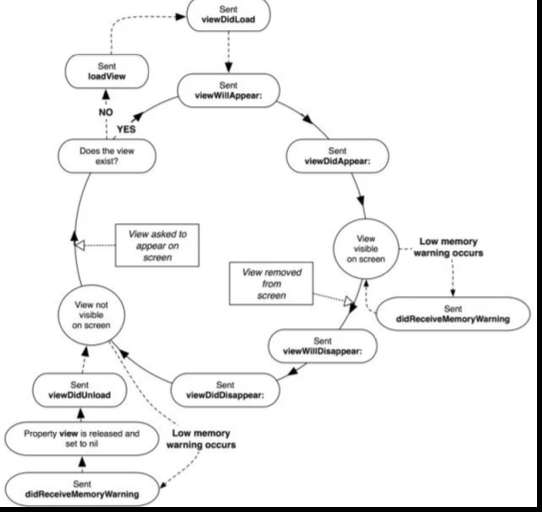 Sent
viewDidLoad
Sent
loadView
Sent
viewWillAppear:
NO
YES
Does the view
exist?
Sent
viewDidAppear:
View asked to
appear on
screen
View
visible
on screen
Low memory
warning occurs
View removed
from
screen
Sent
didReceiveMemoryWarning
View not
visible
on screen
Sent
viewWillDisappear:
Sent
viewDidUnload
Sent
viewDidDisappear:
Property view is released and
set to nil
Low memory
warning occurs
Sent
didReceiveMemoryWarning